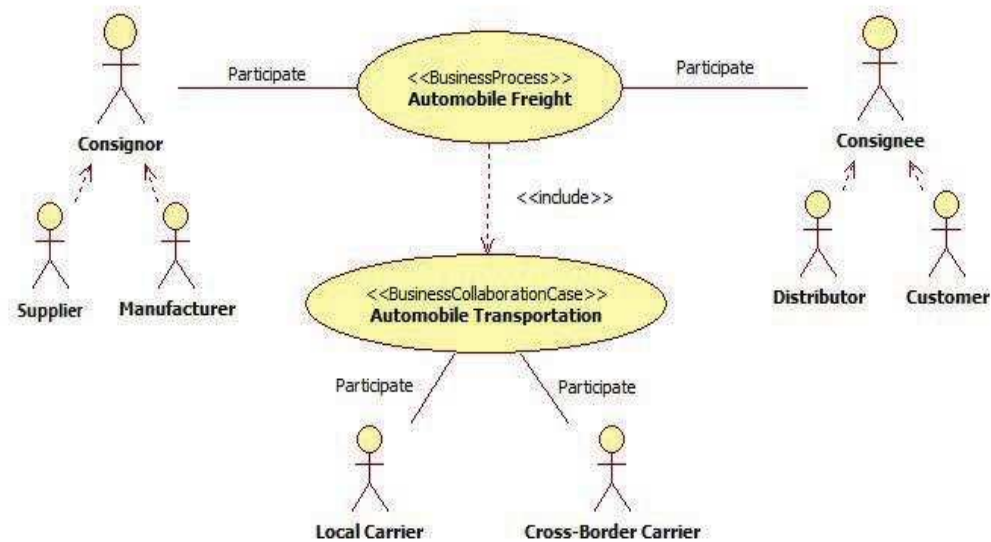 Participate
<<BusinessProcess>>
Automobile Freight
Participate
Consignor
Consignee
<<include>>
Supplier
Manufacturer
<<BusinessCollaborationCase>>
Automobile Transportation
Distributor
Customer
Participate
Participate
Local Carrier
Cross-Border Carrier